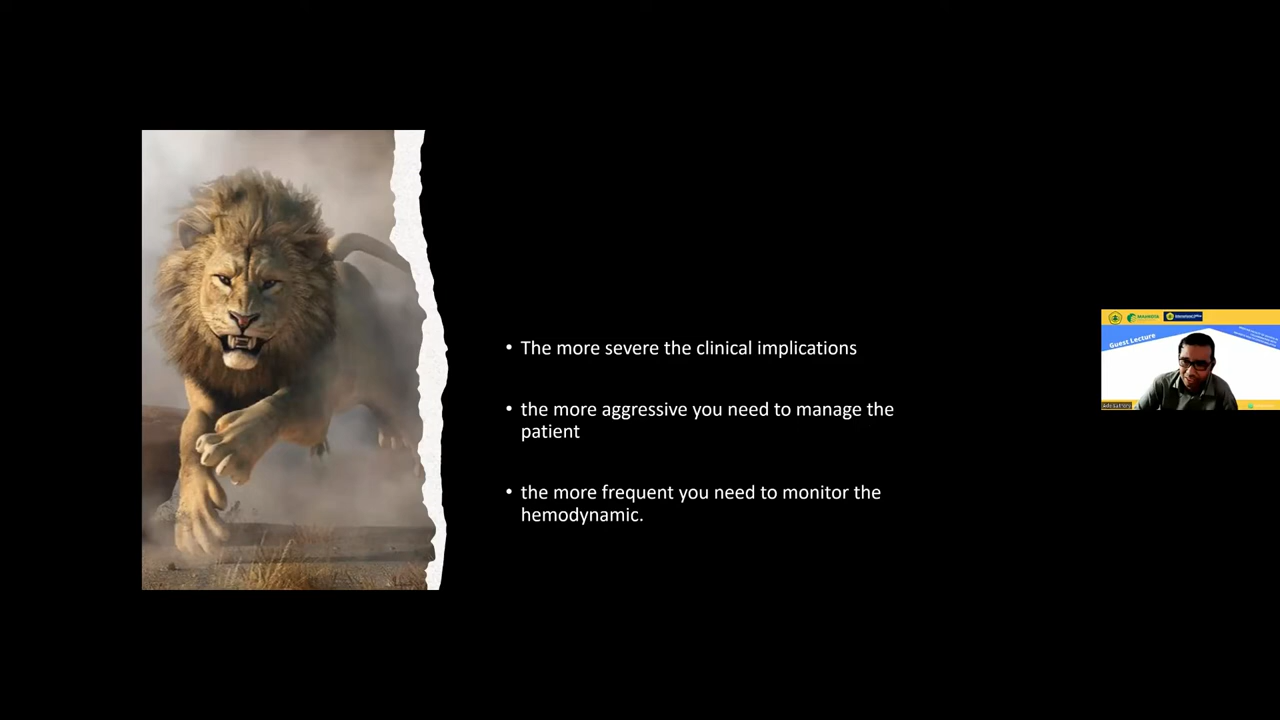 • The more severe the clinical implications
• the more aggressive you need to manage the
patient
• the more frequent you need to monitor the
hemodynamic.
Guest Lecture